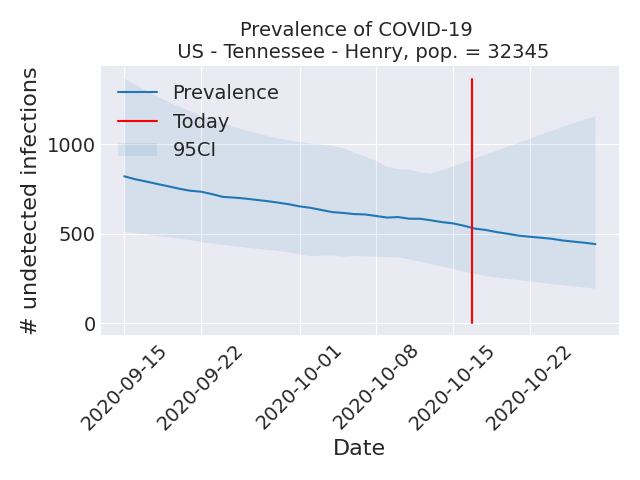 Prevalence of COVID-19
US - Tennessee - Henry, pop. = 32345
# undetected infections
1000
500
0
Prevalence
Today
95CI
2020-09-15
2020-09-22
2020-10-01
2020-10-08
2020-10-15
2020-10-22
Date